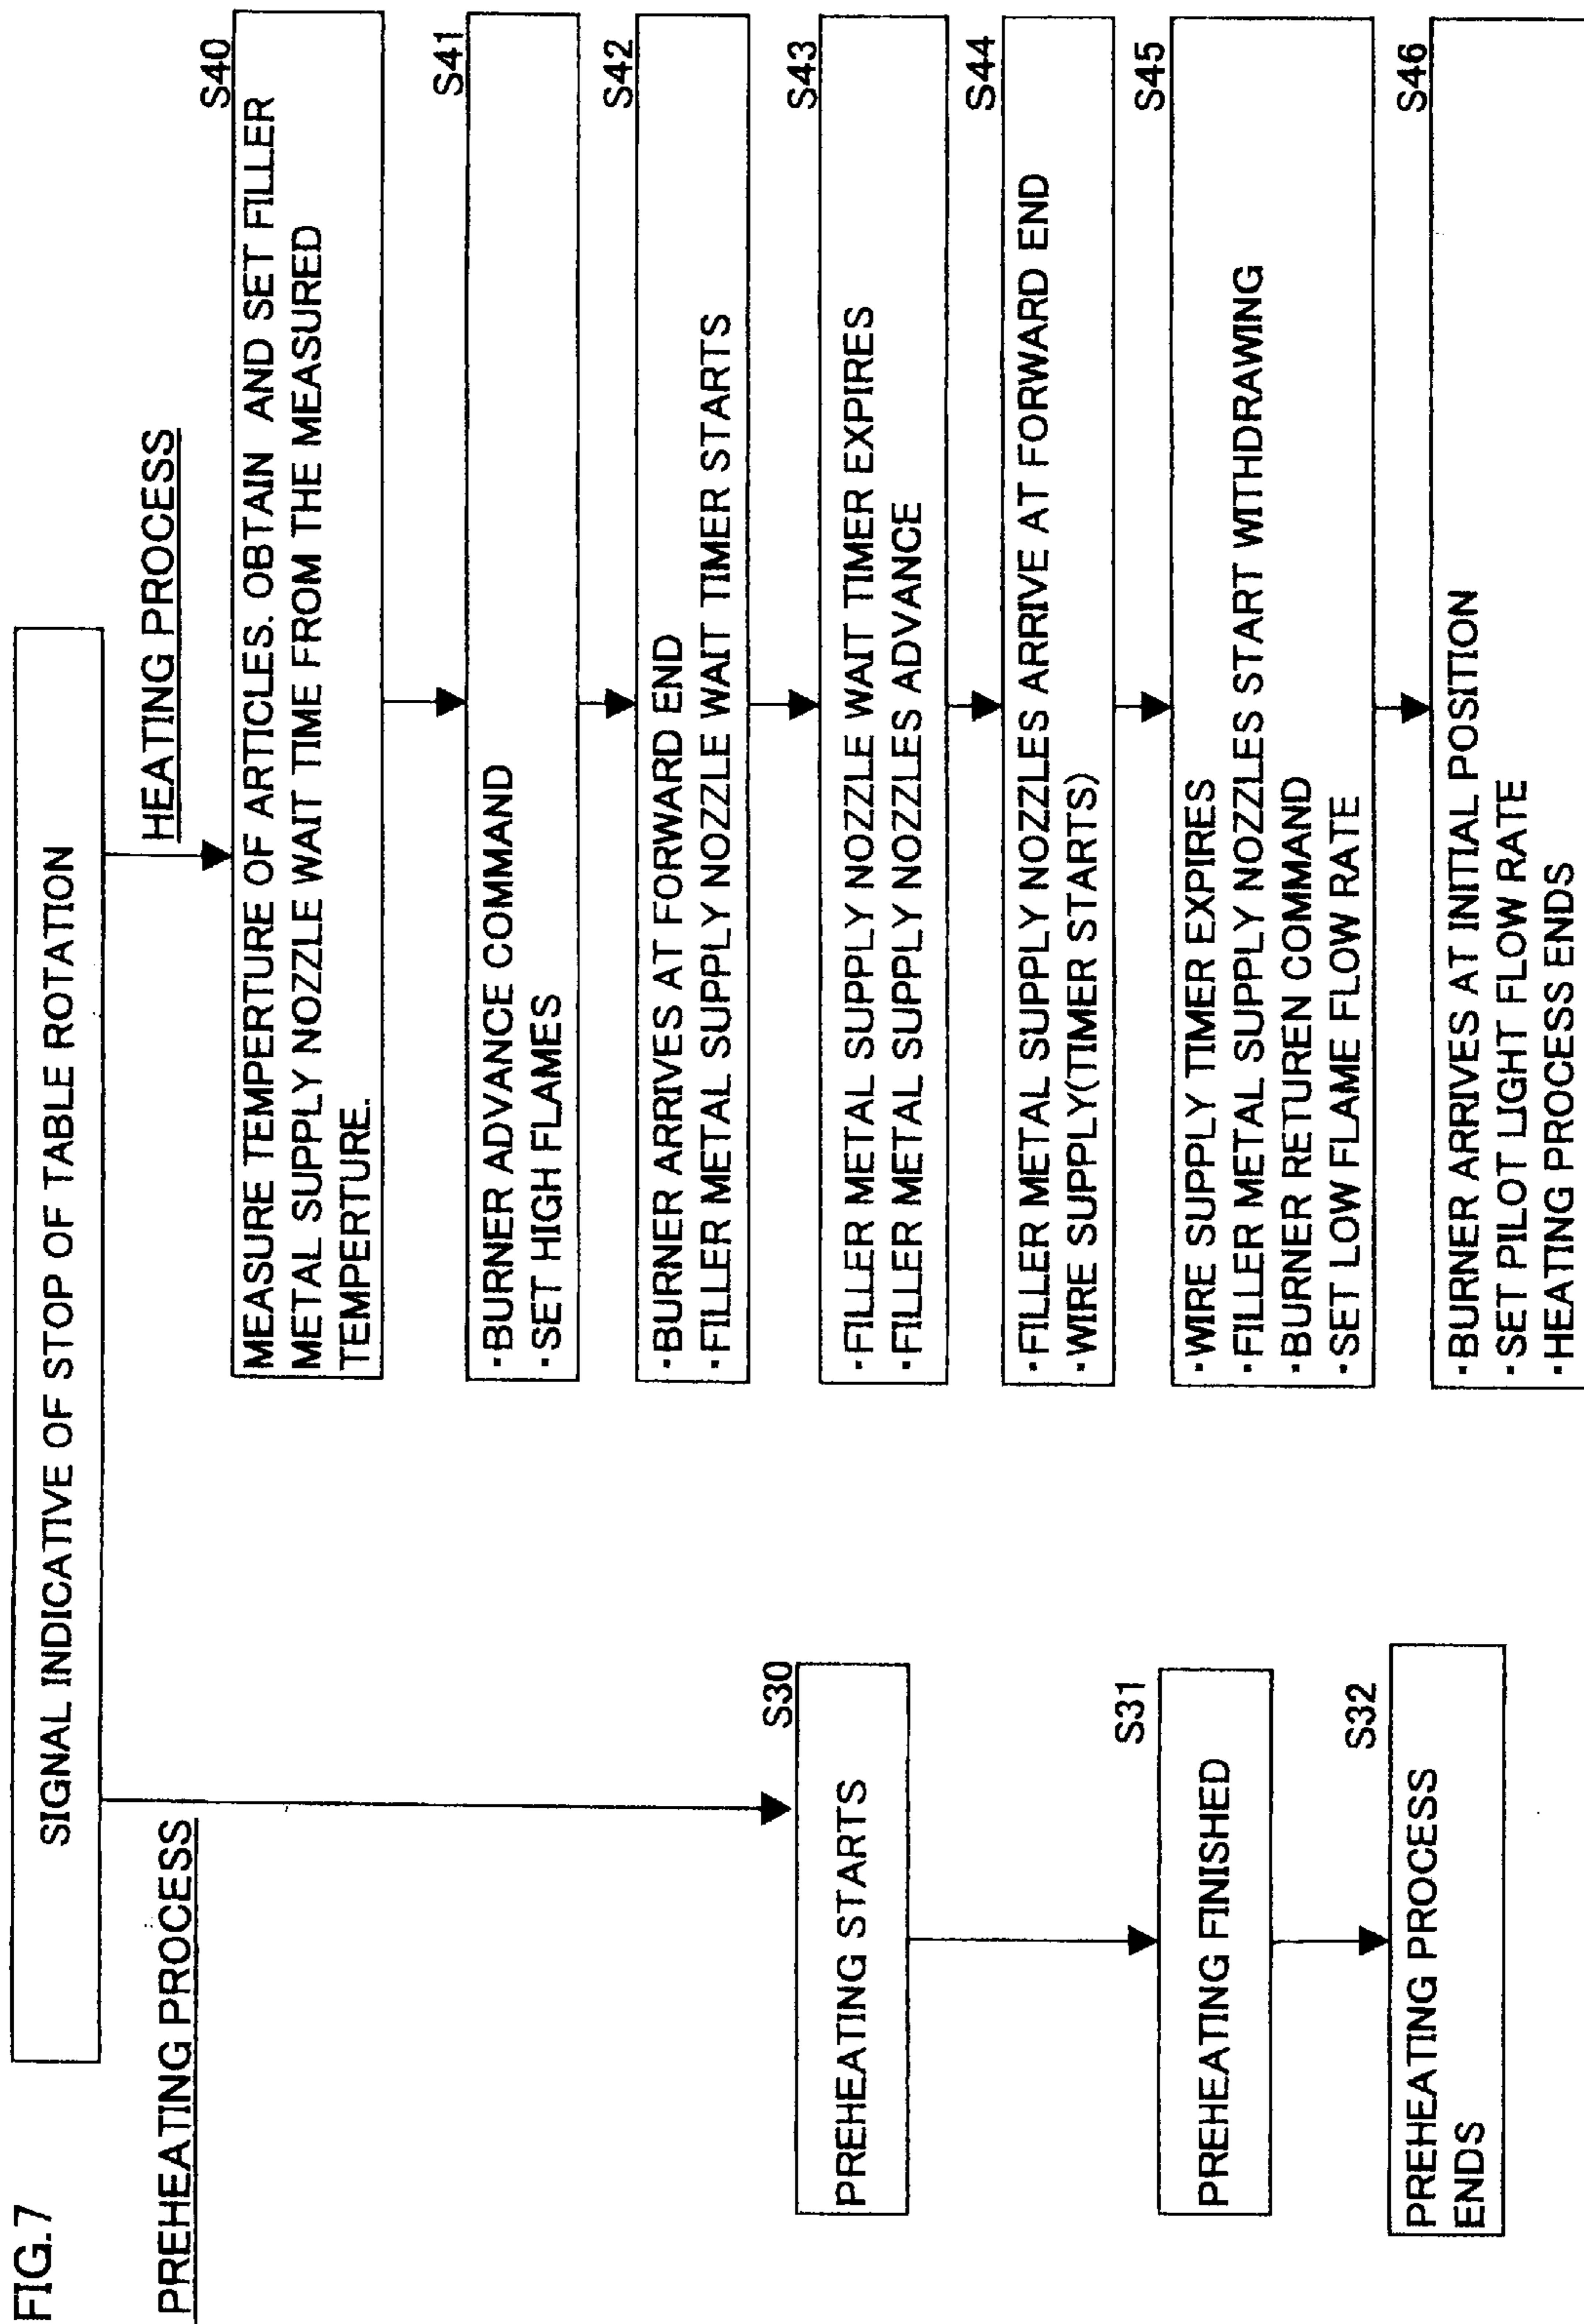 FIG.7
SIGNAL INDICATIVE OF STOP OF TABLE ROTATION
PREHEATING PROCESS
S30
PREHEATING STARTS
S31
PREHEATING FINISHED
S32
PREHEATING PROCESS
ENDS
HEATING PROCESS
S40
MEASURE TEMPERTURE OF ARTICLES. OBTAIN AND SET FILLER
METAL SUPPLY NOZZLE WAIT TIME FROM THE MEASURED
TEMPERTURE.
S41
·BURNER ADVANCE COMMAND
·SET HIGH FLAMES
S42
·BURNER ARRIVES AT FORWARD END
·FILLER METAL SUPPLY NOZZLE WAIT TIMER STARTS
S43
·FILLER METAL SUPPLY NOZZLE WAIT TIMER EXPIRES
·FILLER METAL SUPPLY NOZZLES ADVANCE
S44
·FILLER METAL SUPPLY NOZZLES ARRIVE AT FORWARD END
·WIRE SUPPLY(TIMER STARTS)
S45
·WIRE SUPPLY TIMER EXPIRES
·FILLER METAL SUPPLY NOZZLES START WITHDRAWING
·BURNER RETUREN COMMAND
·SET LOW FLAME FLOW RATE
S46
·BURNER ARRIVES AT INITIAL POSITION
·SET PILOT LIGHT FLOW RATE
·HEATING PROCESS ENDS